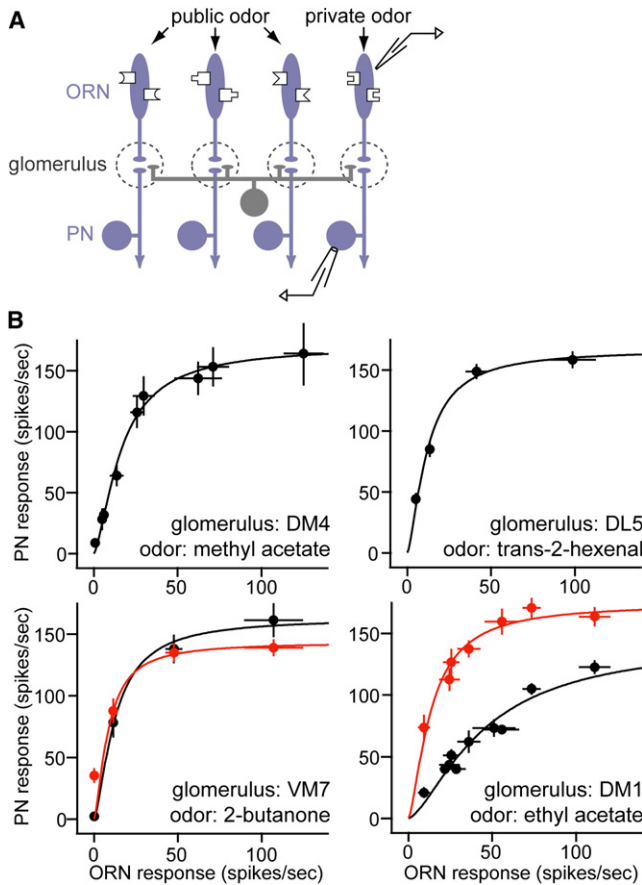 A
public odor
private odor
ORN
glomerulus
PN
B
PN response (spikes/sec)
150
100
50
0
0
50
100
glomerulus: DM4
odor: methyl acetate
150
100
50
0
0
50
100
glomerulus: DL5
odor: trans-2-hexenal
PN response (spikes/sec)
150
100
50
0
0
50
100
glomerulus: VM7
odor: 2-butanone
ORN response (spikes/sec)
150
100
50
0
0
50
100
glomerulus: DM1
odor: ethyl acetate
ORN response (spikes/sec)